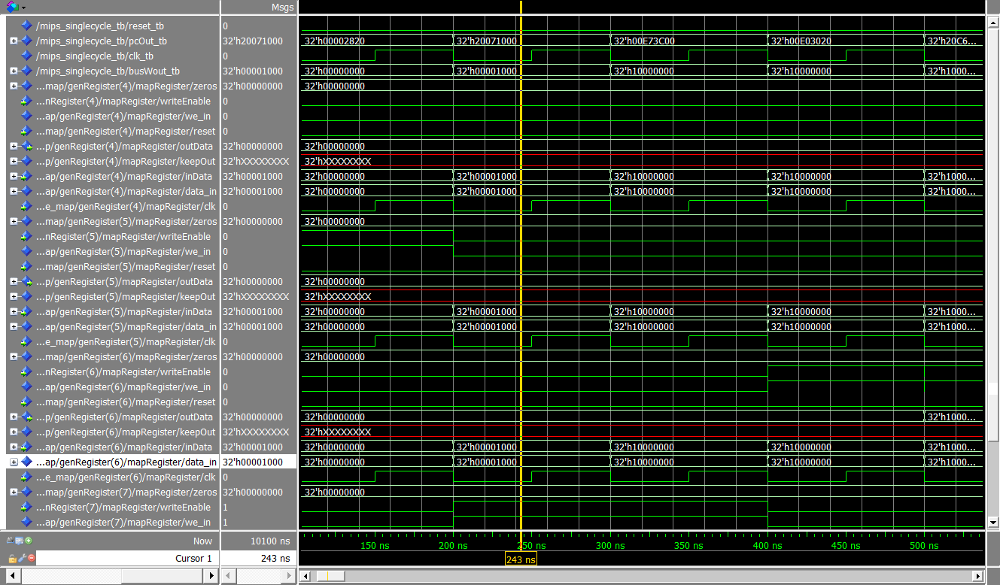 Msgs
/mips_singlecycle_tb/reset_tb 0
/mips_singlecycle_tb/pcOut_tb 32'h20071000 32'h00002820 32'h20071000 32'h00E73C00 32'h00E03020 32'h20C6...
/mips_singlecycle_tb/clk_tb 0
/mips_singlecycle_tb/busWout_tb 32'h00001000 32'h00000000 32'h00001000 32'h10000000 32'h10000000 32'h1000...
...map/genRegister(4)/mapRegister/zeros 32'h00000000 32'h00000000
...nRegister(4)/mapRegister/writeEnable 0
...ap/genRegister(4)/mapRegister/we_in 0
...map/genRegister(4)/mapRegister/reset 0
...p/genRegister(4)/mapRegister/outData 32'h00000000 32'h00000000
...p/genRegister(4)/mapRegister/keepOut 32'hXXXXXXXX 32'hXXXXXXXX
...ap/genRegister(4)/mapRegister/inData 32'h00001000 32'h00000000 32'h00001000 32'h10000000 32'h10000000 32'h1000...
...ap/genRegister(4)/mapRegister/data_in 32'h00001000 32'h00000000 32'h00001000 32'h10000000 32'h10000000 32'h1000...
...e_map/genRegister(4)/mapRegister/clk 0
...map/genRegister(5)/mapRegister/zeros 32'h00000000 32'h00000000
...nRegister(5)/mapRegister/writeEnable 0
...ap/genRegister(5)/mapRegister/we_in 0
...map/genRegister(5)/mapRegister/reset 0
...p/genRegister(5)/mapRegister/outData 32'h00000000 32'h00000000
...p/genRegister(5)/mapRegister/keepOut 32'hXXXXXXXX 32'hXXXXXXXX
...ap/genRegister(5)/mapRegister/inData 32'h00001000 32'h00000000 32'h00001000 32'h10000000 32'h10000000 32'h1000...
...ap/genRegister(5)/mapRegister/data_in 32'h00001000 32'h00000000 32'h00001000 32'h10000000 32'h10000000 32'h1000...
...e_map/genRegister(5)/mapRegister/clk 0
...map/genRegister(6)/mapRegister/zeros 32'h00000000 32'h00000000
...nRegister(6)/mapRegister/writeEnable 0
...ap/genRegister(6)/mapRegister/we_in 0
...map/genRegister(6)/mapRegister/reset 0
...p/genRegister(6)/mapRegister/outData 32'h00000000 32'h00000000 32'h1000...
...p/genRegister(6)/mapRegister/keepOut 32'hXXXXXXXX 32'hXXXXXXXX
...ap/genRegister(6)/mapRegister/inData 32'h00001000 32'h00000000 32'h00001000 32'h10000000 32'h10000000 32'h1000...
...ap/genRegister(6)/mapRegister/data_in 32'h00001000 32'h00000000 32'h00001000 32'h10000000 32'h10000000 32'h1000...
...e_map/genRegister(6)/mapRegister/clk 0
...map/genRegister(7)/mapRegister/zeros 32'h00000000 32'h00000000
...nRegister(7)/mapRegister/writeEnable 1
...ap/genRegister(7)/mapRegister/we_in 1
Now 10100 ns 150 ns 200 ns 250 ns 300 ns 350 ns 400 ns 450 ns 500 ns
Cursor 1 243 ns 243 ns